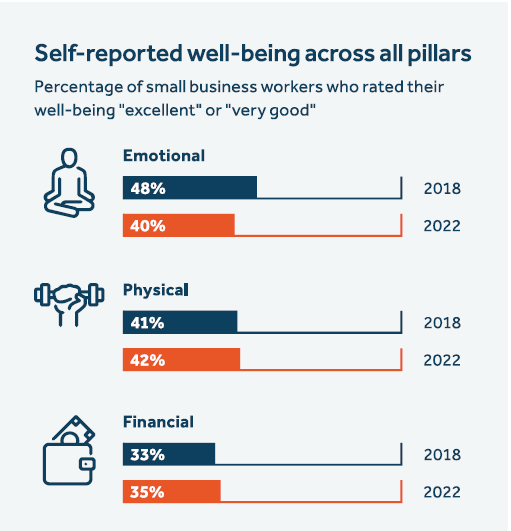 Self-reported well-being across all pillars
Percentage of small business workers who rated their
well-being "excellent" or "very good"
Emotional
48% 2018
40% 2022
Physical
41% 2018
42% 2022
Financial
33% 2018
35% 2022